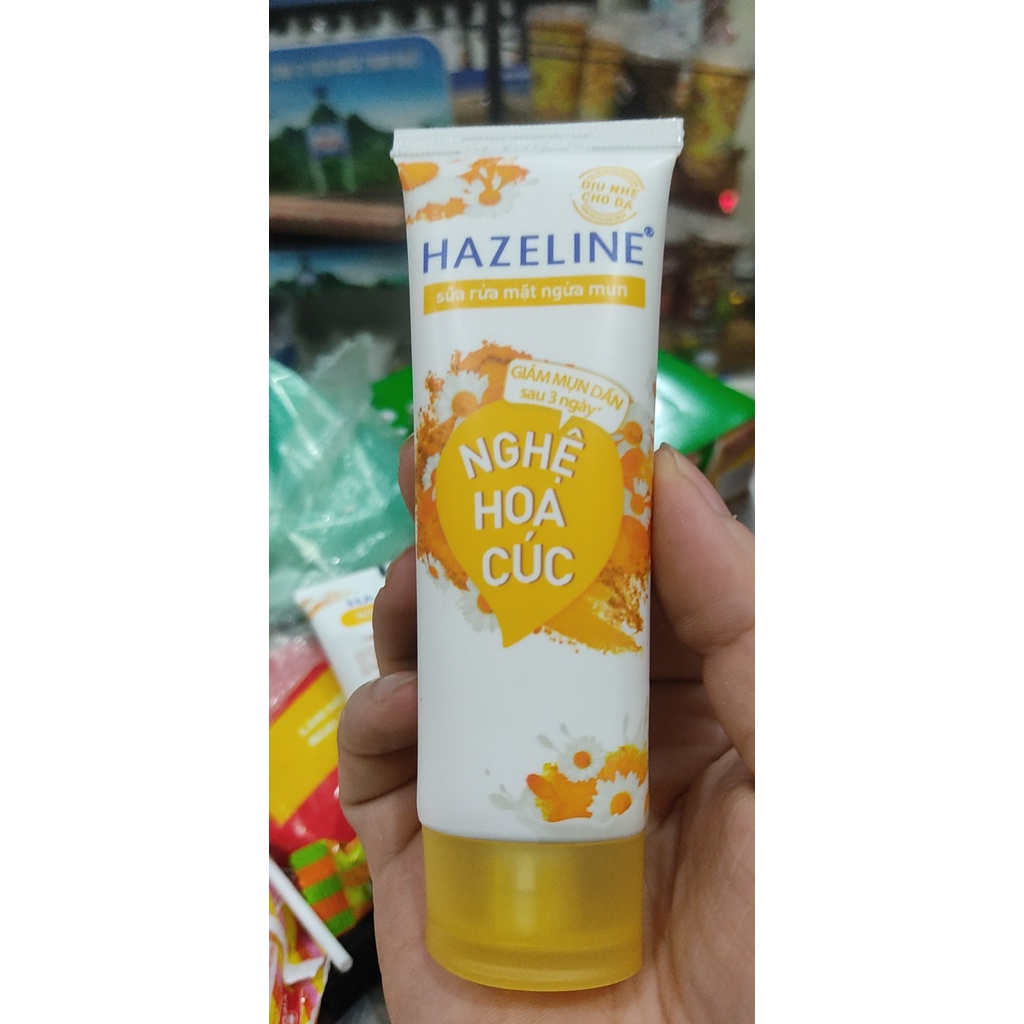 DỊU NHẸ
CHO DA
HAZELINE®
sữa rửa mặt ngừa mụn
GIẢM MỤN DẦN
sau 3 ngày*
NGHỆ
HOA
CÚC
HA